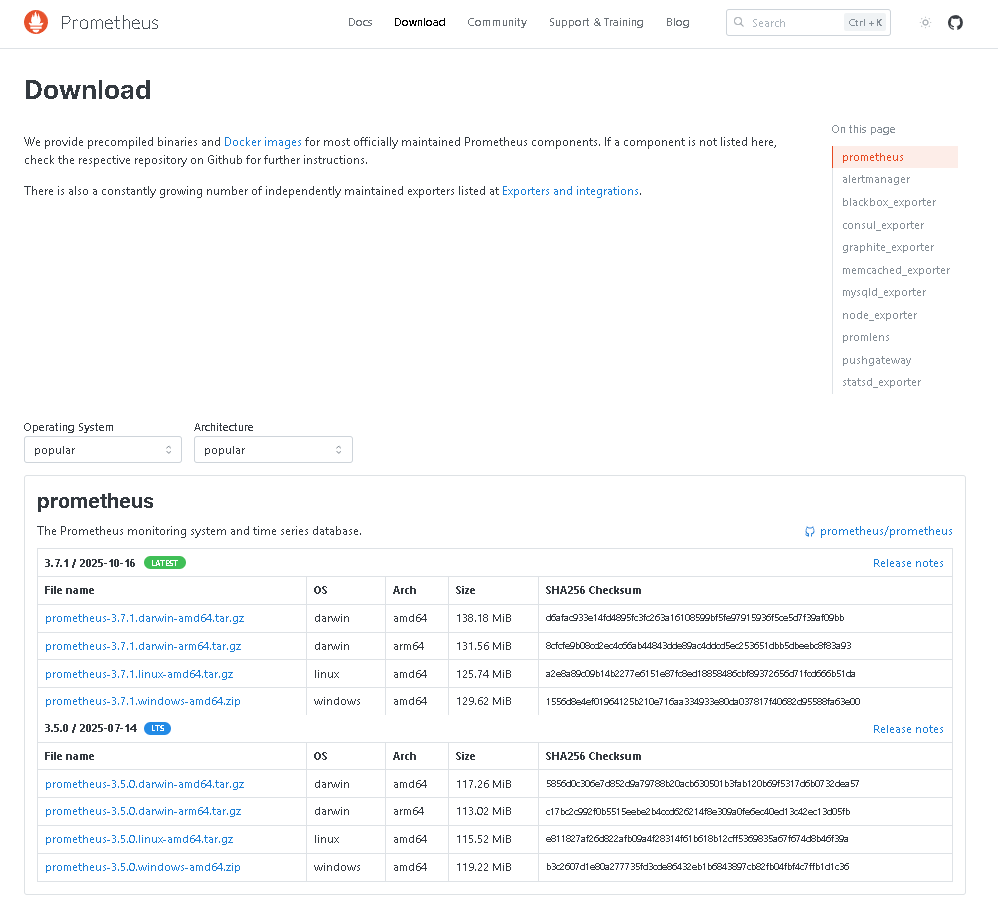 Prometheus
Docs Download Community Support & Training Blog
Search Ctrl + K
Download
We provide precompiled binaries and Docker images for most officially maintained Prometheus components. If a component is not listed here,
check the respective repository on Github for further instructions.
There is also a constantly growing number of independently maintained exporters listed at Exporters and integrations.
On this page
prometheus
alertmanager
blackbox_exporter
consul_exporter
graphite_exporter
memcached_exporter
mysqld_exporter
node_exporter
promlens
pushgateway
statsd_exporter
Operating System Architecture
popular popular
prometheus
The Prometheus monitoring system and time series database. prometheus/prometheus
3.7.1 / 2025-10-16 LATEST Release notes
File name OS Arch Size SHA256 Checksum
prometheus-3.7.1.darwin-amd64.tar.gz darwin amd64 138.18 MiB
prometheus-3.7.1.darwin-arm64.tar.gz darwin arm64 131.56 MiB
prometheus-3.7.1.linux-amd64.tar.gz linux amd64 125.74 MiB
prometheus-3.7.1.windows-amd64.zip windows amd64 129.62 MiB
3.5.0 / 2025-07-14 LTS Release notes
File name OS Arch Size SHA256 Checksum
prometheus-3.5.0.darwin-amd64.tar.gz darwin amd64 117.26 MiB
prometheus-3.5.0.darwin-arm64.tar.gz darwin arm64 113.02 MiB
prometheus-3.5.0.linux-amd64.tar.gz linux amd64 115.52 MiB
prometheus-3.5.0.windows-amd64.zip windows amd64 119.22 MiB